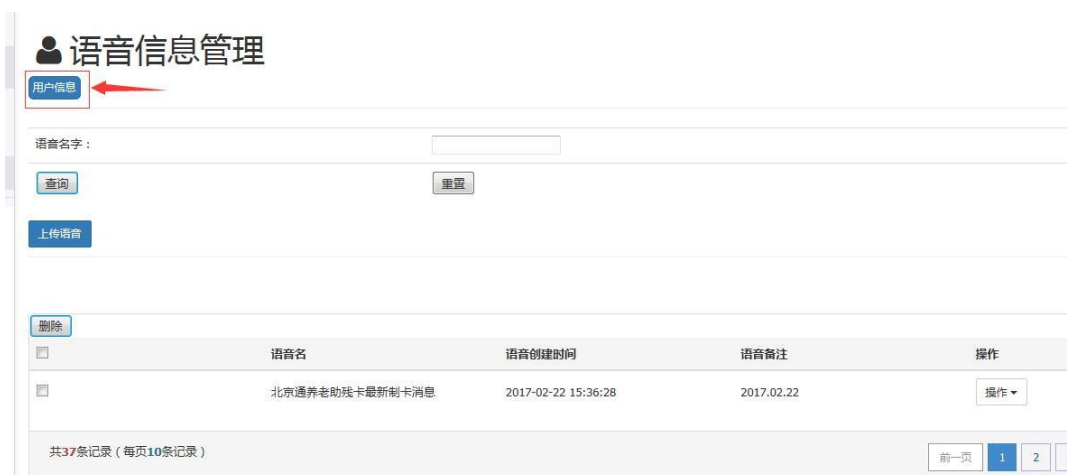 语音信息管理
用户信息
语音名字：
查询 重置
上传语音
删除
语音名 语音创建时间 语音备注 操作
北京通养老助残卡最新制卡消息 2017-02-22 15:36:28 2017.02.22 操作
共37条记录（每页10条记录） 前一页 1 2